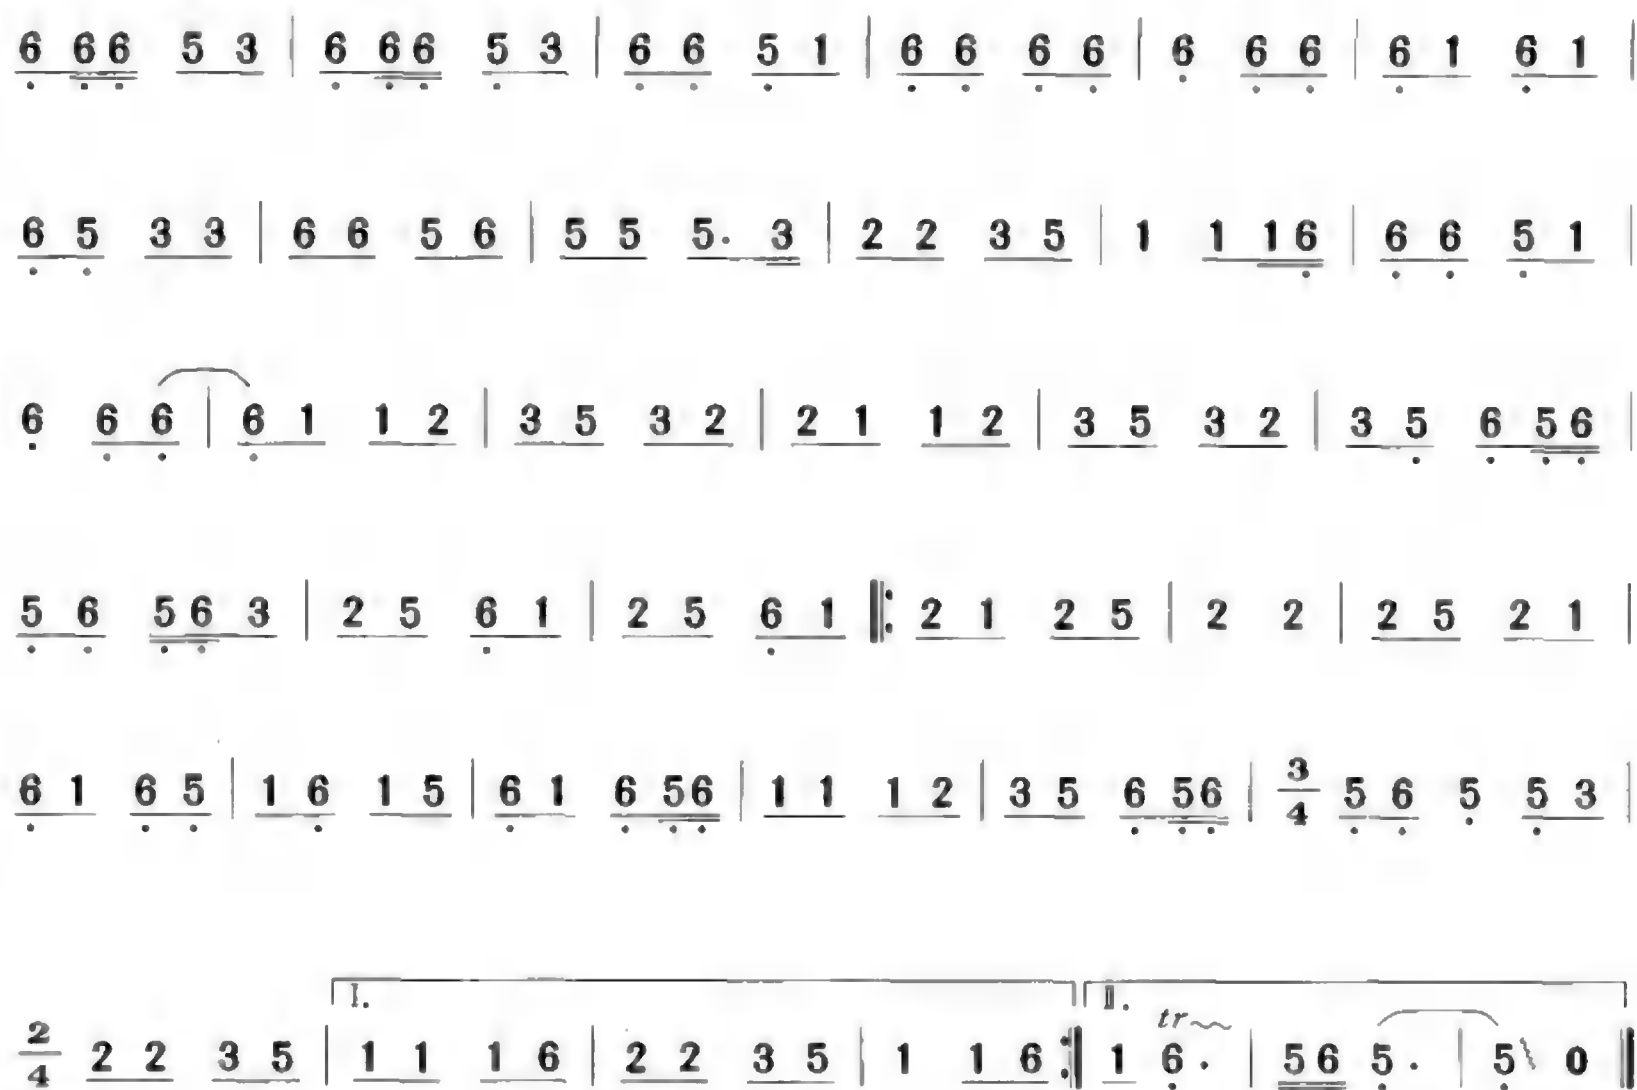 6 66 5 3 | 6 66 5 3 | 6 6 5 1 | 6 6 6 6 | 6 6 6 | 6 1 6 1 |
6 5 3 3 | 6 6 5 6 | 5 5 5. 3 | 2 2 3 5 | 1 1 16 | 6 6 5 1 |
6 6 6 | 6 1 1 2 | 3 5 3 2 | 2 1 1 2 | 3 5 3 2 | 3 5 6 56 |
5 6 56 3 | 2 5 6 1 | 2 5 6 1 ‖: 2 1 2 5 | 2 2 | 2 5 2 1 |
6 1 6 5 | 1 6 1 5 | 6 1 6 56 | 1 1 1 2 | 3 5 6 56 | 3/4 5 6 5 5 3 |
I. II. tr
2/4 2 2 3 5 | 1 1 1 6 | 2 2 3 5 | 1 1 6 :‖ 1 6. | 56 5. | 5 0 ‖